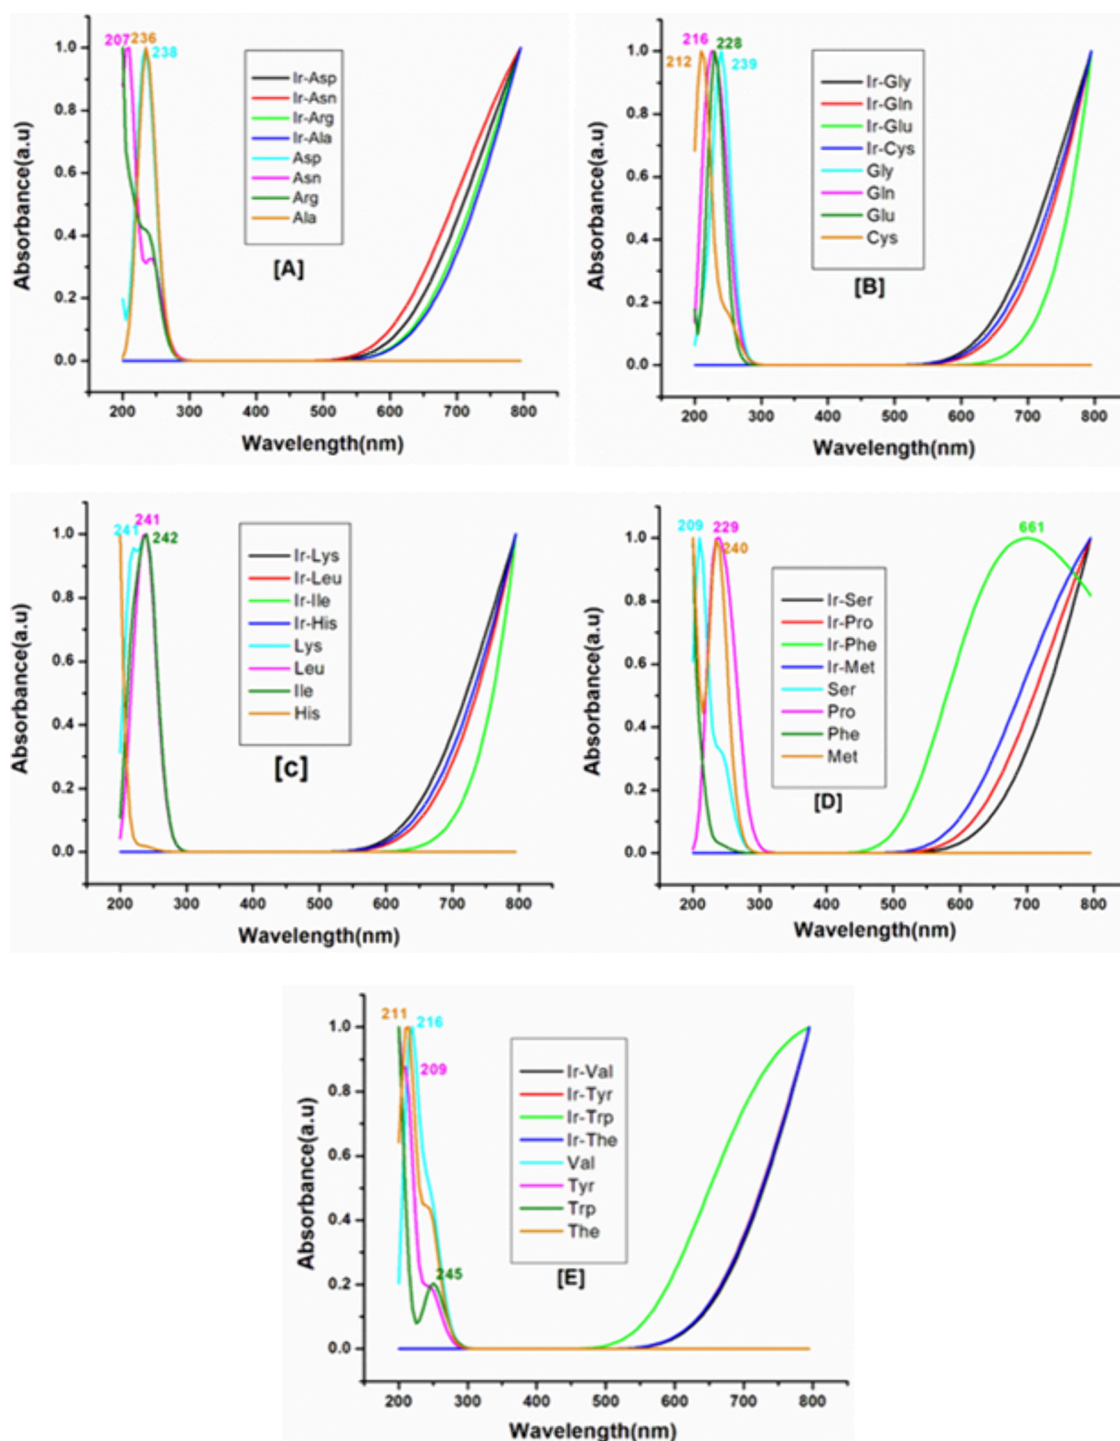 207 236
238
1.0
0.8
0.6
0.4
0.2
0.0
Absorbance(a.u)
Ir-Asp
Ir-Asn
Ir-Arg
Ir-Ala
Asp
Asn
Arg
Ala
[A]
200 300 400 500 600 700 800
Wavelength(nm)
216 228
212 239
1.0
0.8
0.6
0.4
0.2
0.0
Absorbance(a.u)
Ir-Gly
Ir-Gln
Ir-Glu
Ir-Cys
Gly
Gln
Glu
Cys
[B]
200 300 400 500 600 700 800
Wavelength(nm)
241
241 242
1.0
0.8
0.6
0.4
0.2
0.0
Absorbance(a.u)
Ir-Lys
Ir-Leu
Ir-Ile
Ir-His
Lys
Leu
Ile
His
[c]
200 300 400 500 600 700 800
Wavelength(nm)
209 229 661
240
1.0
0.8
0.6
0.4
0.2
0.0
Absorbance(a.u)
Ir-Ser
Ir-Pro
Ir-Phe
Ir-Met
Ser
Pro
Phe
Met
[D]
200 300 400 500 600 700 800
Wavelength(nm)
211 216
209
245
1.0
0.8
0.6
0.4
0.2
0.0
Absorbance(a.u)
Ir-Val
Ir-Tyr
Ir-Trp
Ir-The
Val
Tyr
Trp
The
[E]
200 300 400 500 600 700 800
Wavelength(nm)